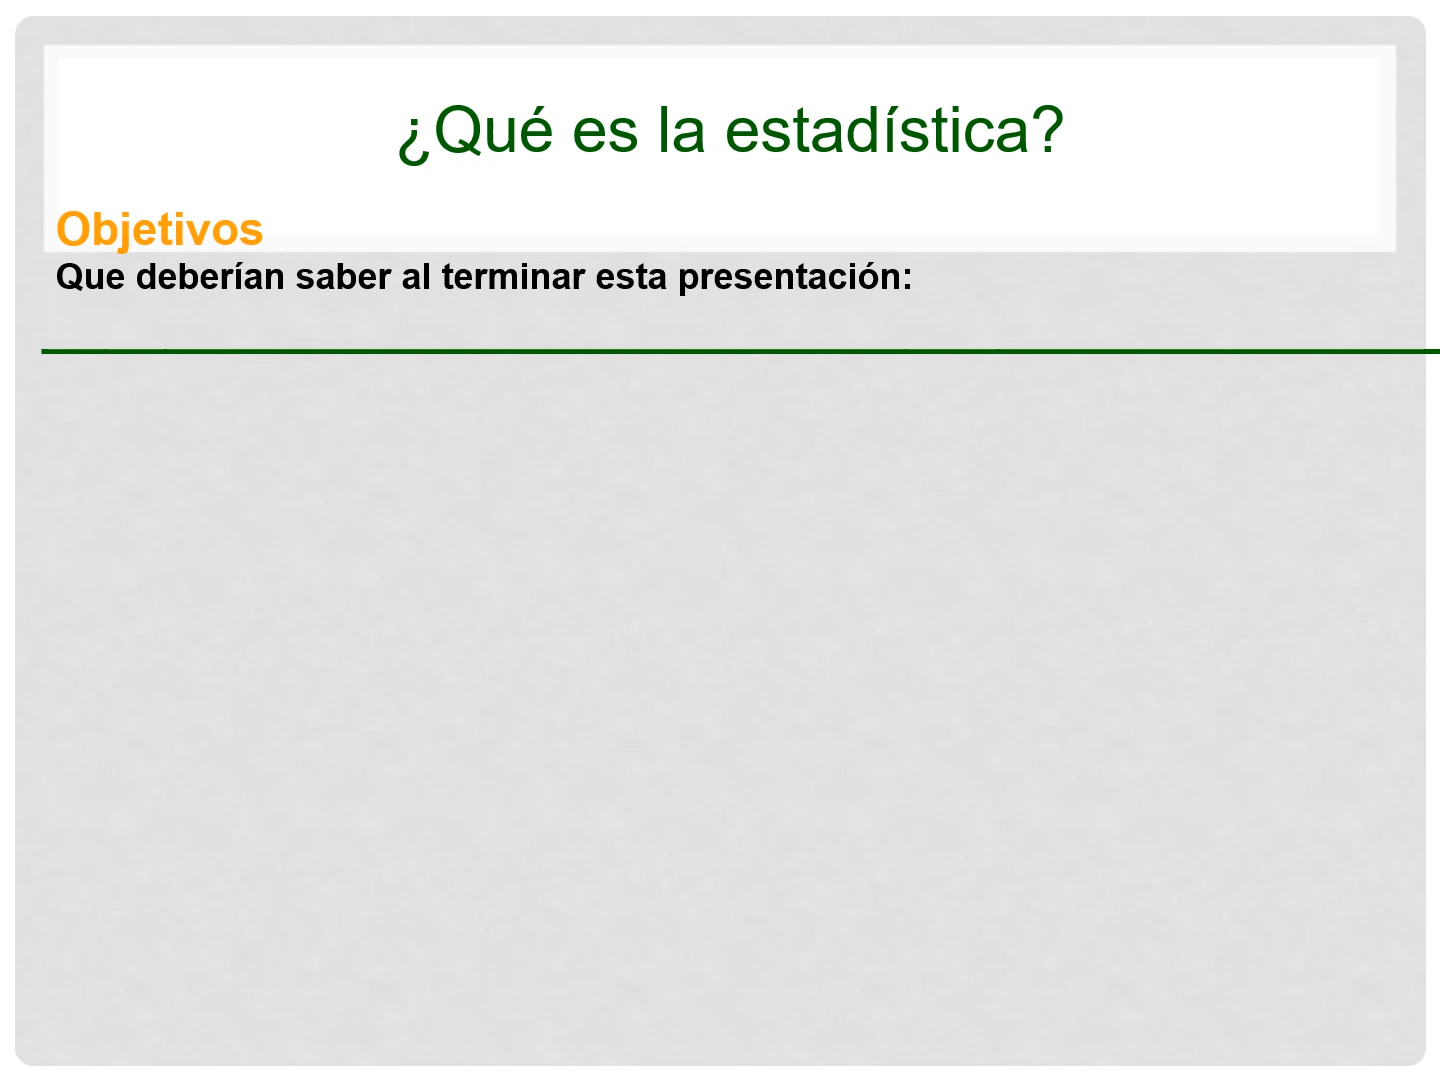 ¿Qué es la estadística?
Objetivos
Que deberían saber al terminar esta presentación: